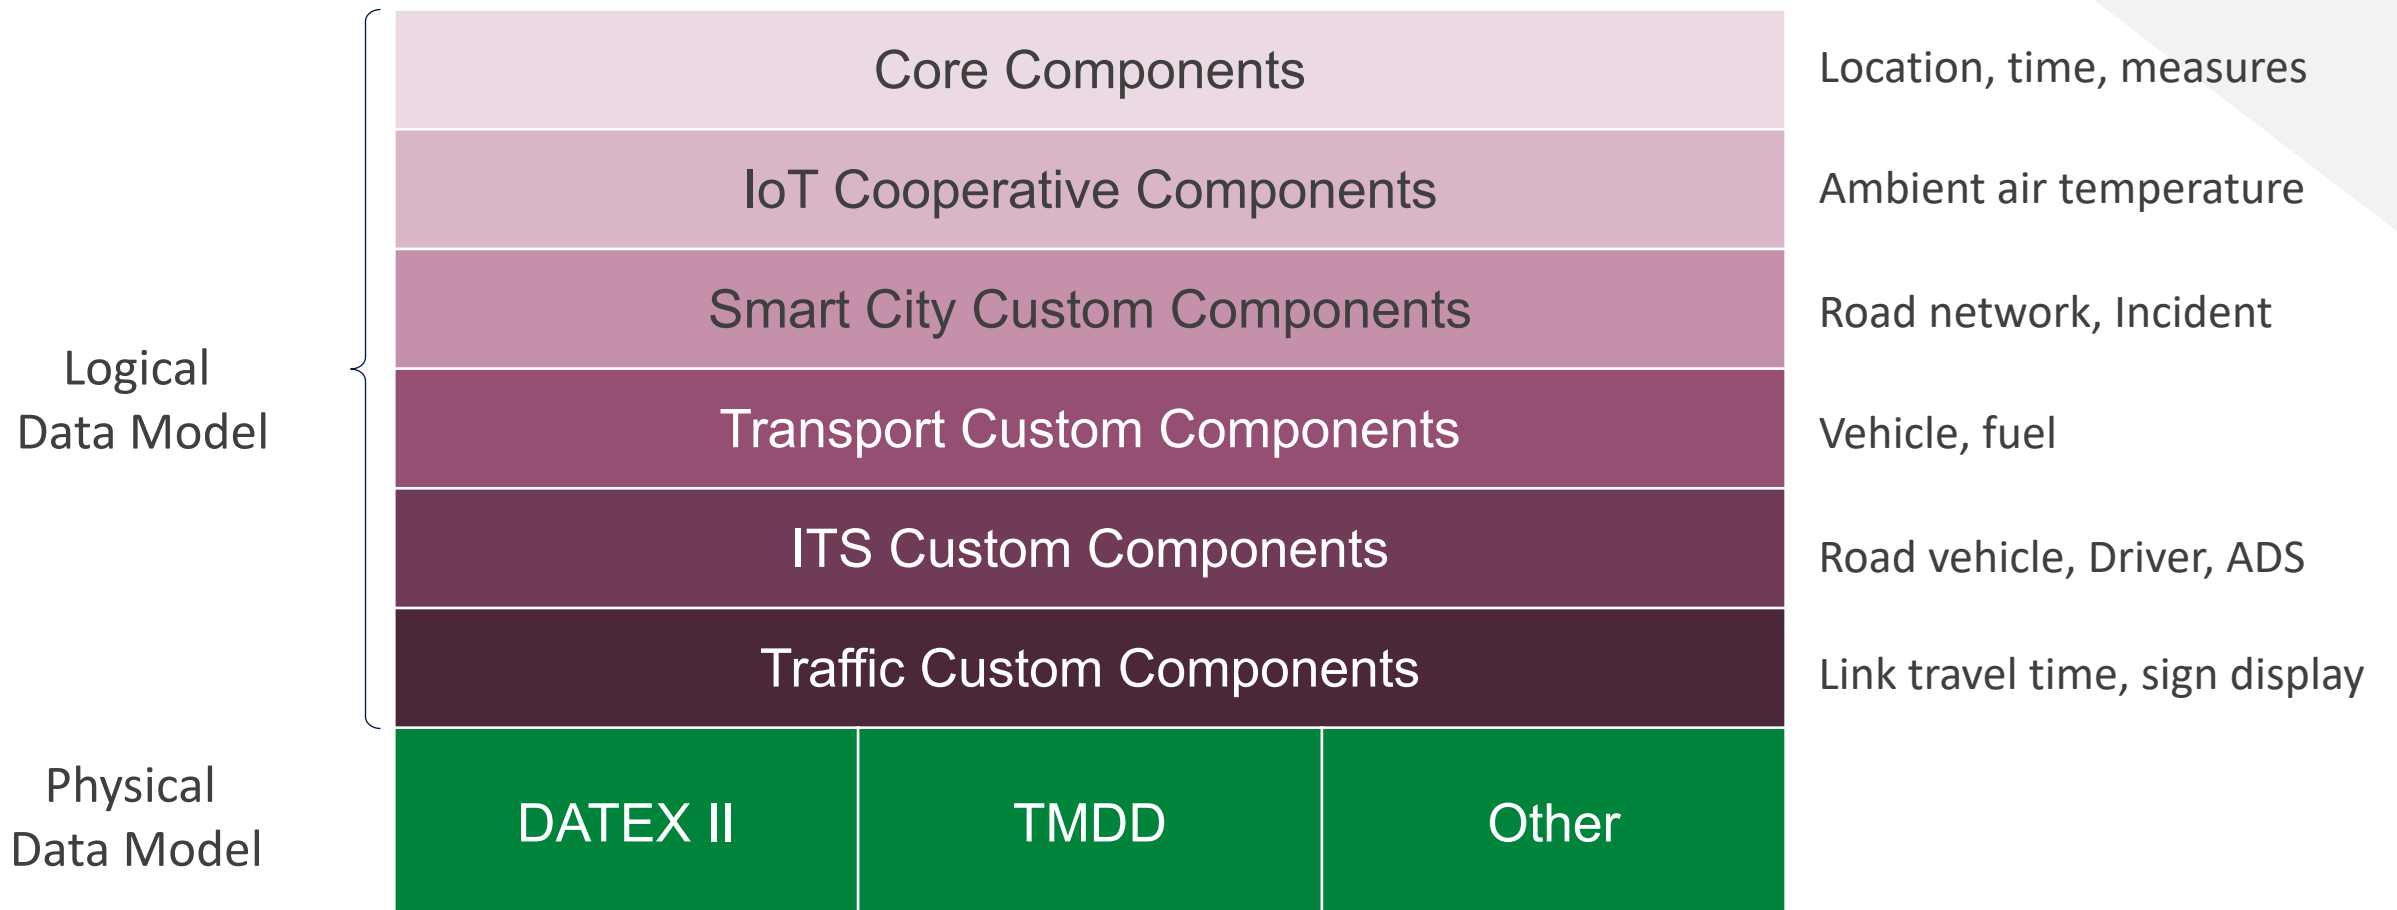 Core Components
Location, time, measures
IoT Cooperative Components
Ambient air temperature
Smart City Custom Components
Road network, Incident
Logical
Data Model
Transport Custom Components
Vehicle, fuel
ITS Custom Components
Road vehicle, Driver, ADS
Traffic Custom Components
Link travel time, sign display
Physical
Data Model
DATEX II
TMDD
Other